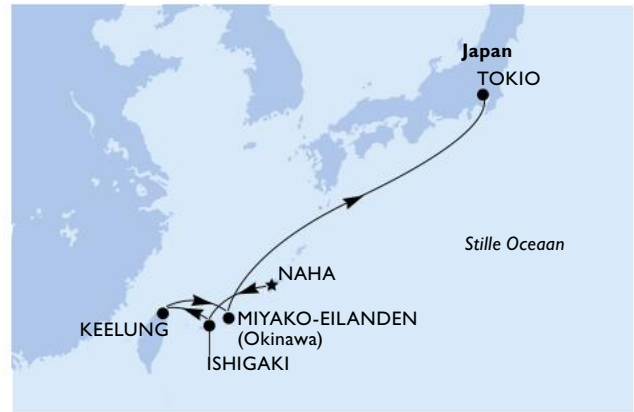 Japan
TOKIO
Stille Oceaan
NAHA
MIYAKO-EILANDEN
(Okinawa)
KEELUNG
ISHIGAKI